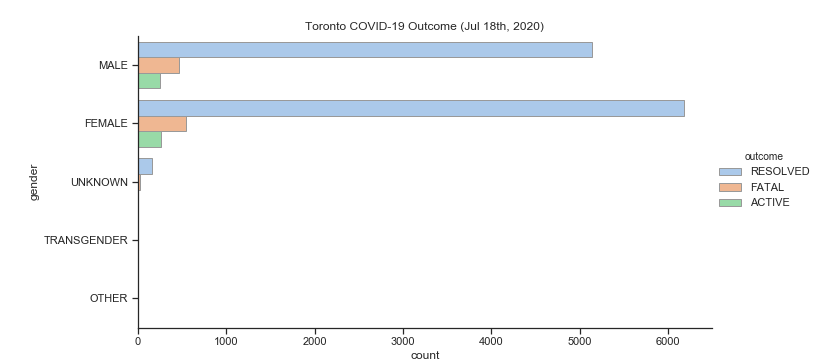 Toronto COVID-19 Outcome (Jul 18th, 2020)
MALE
FEMALE
UNKNOWN
TRANSGENDER
OTHER
gender
0 1000 2000 3000 4000 5000 6000
count
outcome
RESOLVED
FATAL
ACTIVE